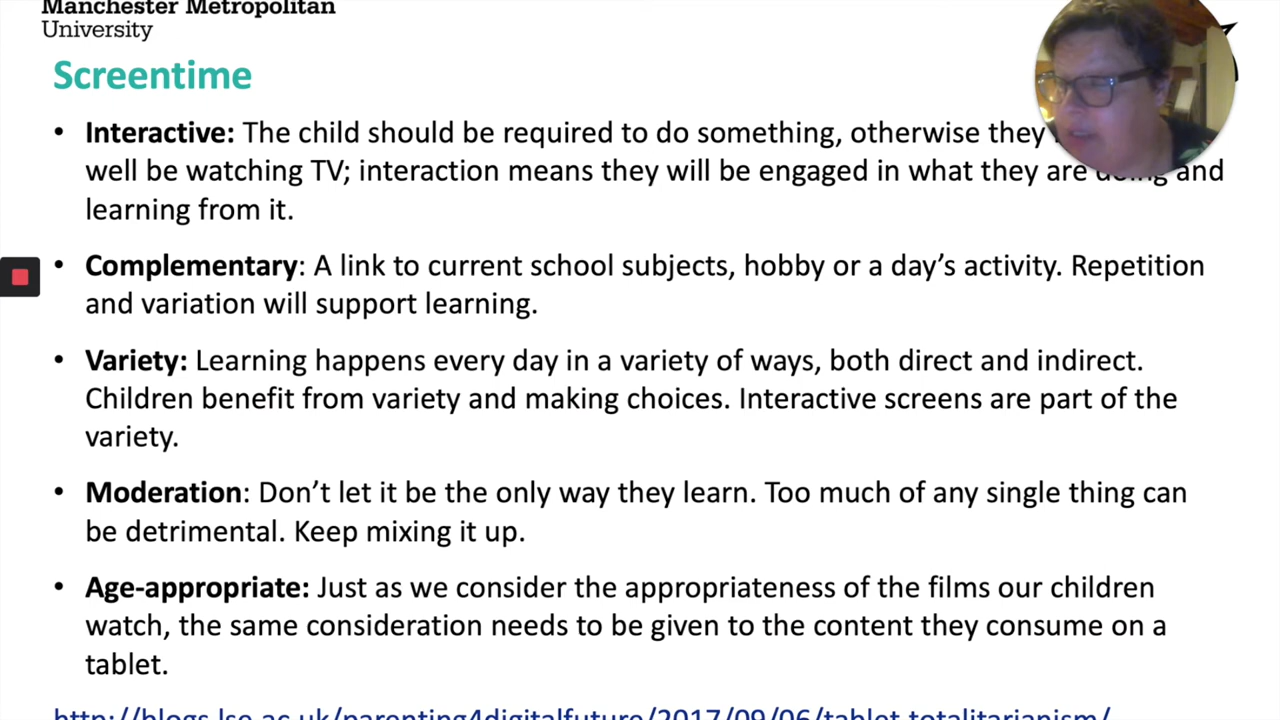 Manchester Metropolitan
University
Screentime
• Interactive: The child should be required to do something, otherwise they
well be watching TV; interaction means they will be engaged in what they are doing and
learning from it.
• Complementary: A link to current school subjects, hobby or a day’s activity. Repetition
and variation will support learning.
• Variety: Learning happens every day in a variety of ways, both direct and indirect.
Children benefit from variety and making choices. Interactive screens are part of the
variety.
• Moderation: Don’t let it be the only way they learn. Too much of any single thing can
be detrimental. Keep mixing it up.
• Age-appropriate: Just as we consider the appropriateness of the films our children
watch, the same consideration needs to be given to the content they consume on a
tablet.
http://blogs.lse.ac.uk/parenting4digitalfuture/2017/09/06/tablet-totalitarianism/